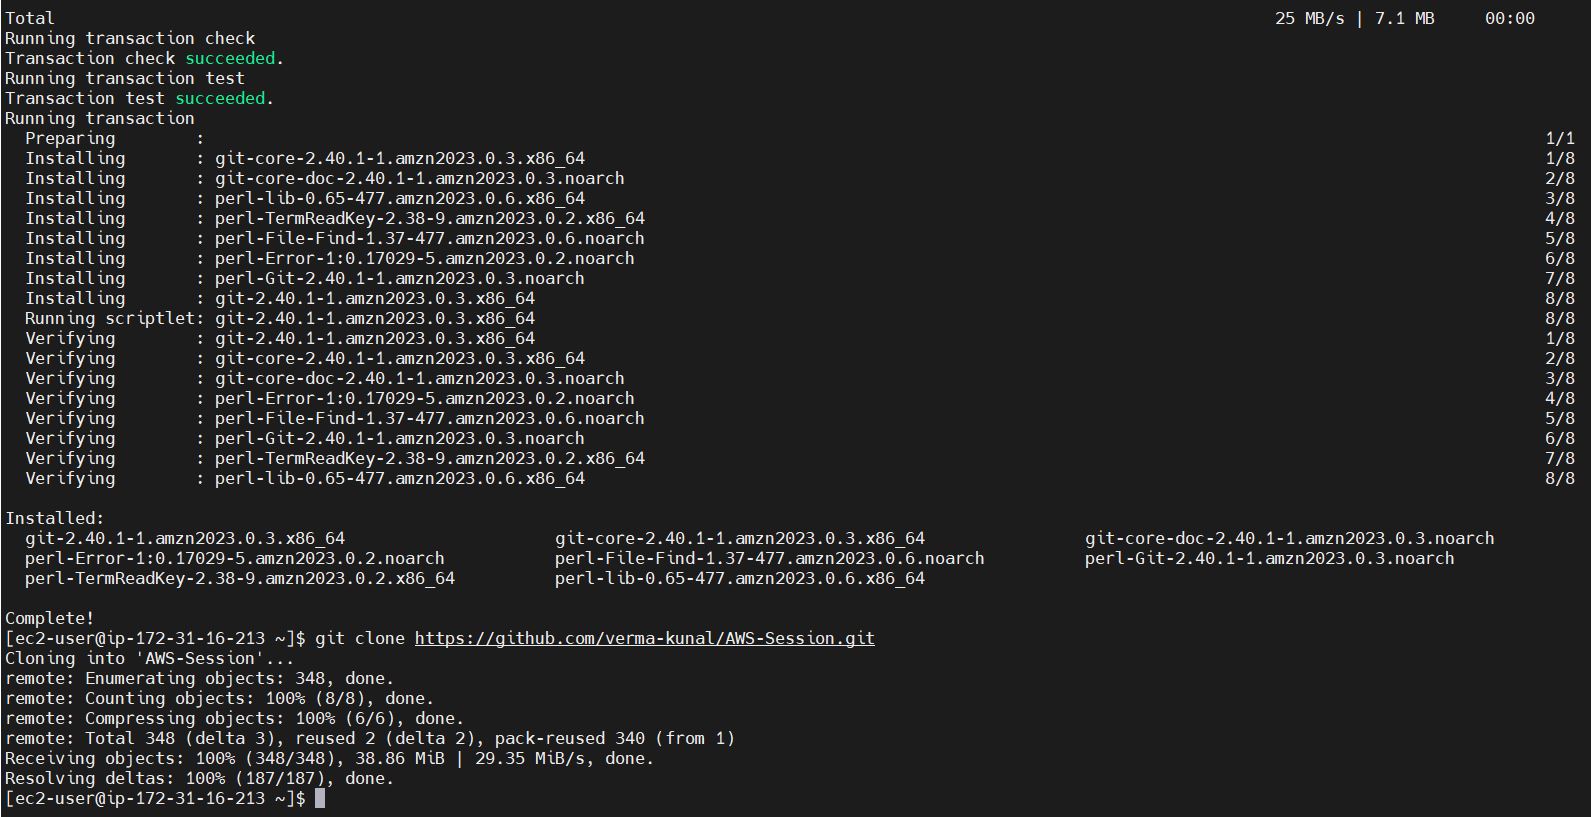 Total 25 MB/s | 7.1 MB 00:00
Running transaction check
Transaction check succeeded.
Running transaction test
Transaction test succeeded.
Running transaction
Preparing : 1/1
Installing : git-core-2.40.1-1.amzn2023.0.3.x86_64 1/8
Installing : git-core-doc-2.40.1-1.amzn2023.0.3.noarch 2/8
Installing : perl-lib-0.65-477.amzn2023.0.6.x86_64 3/8
Installing : perl-TermReadKey-2.38-9.amzn2023.0.2.x86_64 4/8
Installing : perl-File-Find-1.37-477.amzn2023.0.6.noarch 5/8
Installing : perl-Error-1:0.17029-5.amzn2023.0.2.noarch 6/8
Installing : perl-Git-2.40.1-1.amzn2023.0.3.noarch 7/8
Installing : git-2.40.1-1.amzn2023.0.3.x86_64 8/8
Running scriptlet: git-2.40.1-1.amzn2023.0.3.x86_64 8/8
Verifying : git-2.40.1-1.amzn2023.0.3.x86_64 1/8
Verifying : git-core-2.40.1-1.amzn2023.0.3.x86_64 2/8
Verifying : git-core-doc-2.40.1-1.amzn2023.0.3.noarch 3/8
Verifying : perl-Error-1:0.17029-5.amzn2023.0.2.noarch 4/8
Verifying : perl-File-Find-1.37-477.amzn2023.0.6.noarch 5/8
Verifying : perl-Git-2.40.1-1.amzn2023.0.3.noarch 6/8
Verifying : perl-TermReadKey-2.38-9.amzn2023.0.2.x86_64 7/8
Verifying : perl-lib-0.65-477.amzn2023.0.6.x86_64 8/8
Installed:
git-2.40.1-1.amzn2023.0.3.x86_64 git-core-2.40.1-1.amzn2023.0.3.x86_64 git-core-doc-2.40.1-1.amzn2023.0.3.noarch
perl-Error-1:0.17029-5.amzn2023.0.2.noarch perl-File-Find-1.37-477.amzn2023.0.6.noarch perl-Git-2.40.1-1.amzn2023.0.3.noarch
perl-TermReadKey-2.38-9.amzn2023.0.2.x86_64 perl-lib-0.65-477.amzn2023.0.6.x86_64
Complete!
[ec2-user@ip-172-31-16-213 ~]$ git clone https://github.com/verma-kunal/AWS-Session.git
Cloning into 'AWS-Session'...
remote: Enumerating objects: 348, done.
remote: Counting objects: 100% (8/8), done.
remote: Compressing objects: 100% (6/6), done.
remote: Total 348 (delta 3), reused 2 (delta 2), pack-reused 340 (from 1)
Receiving objects: 100% (348/348), 38.86 MiB | 29.35 MiB/s, done.
Resolving deltas: 100% (187/187), done.
[ec2-user@ip-172-31-16-213 ~]$